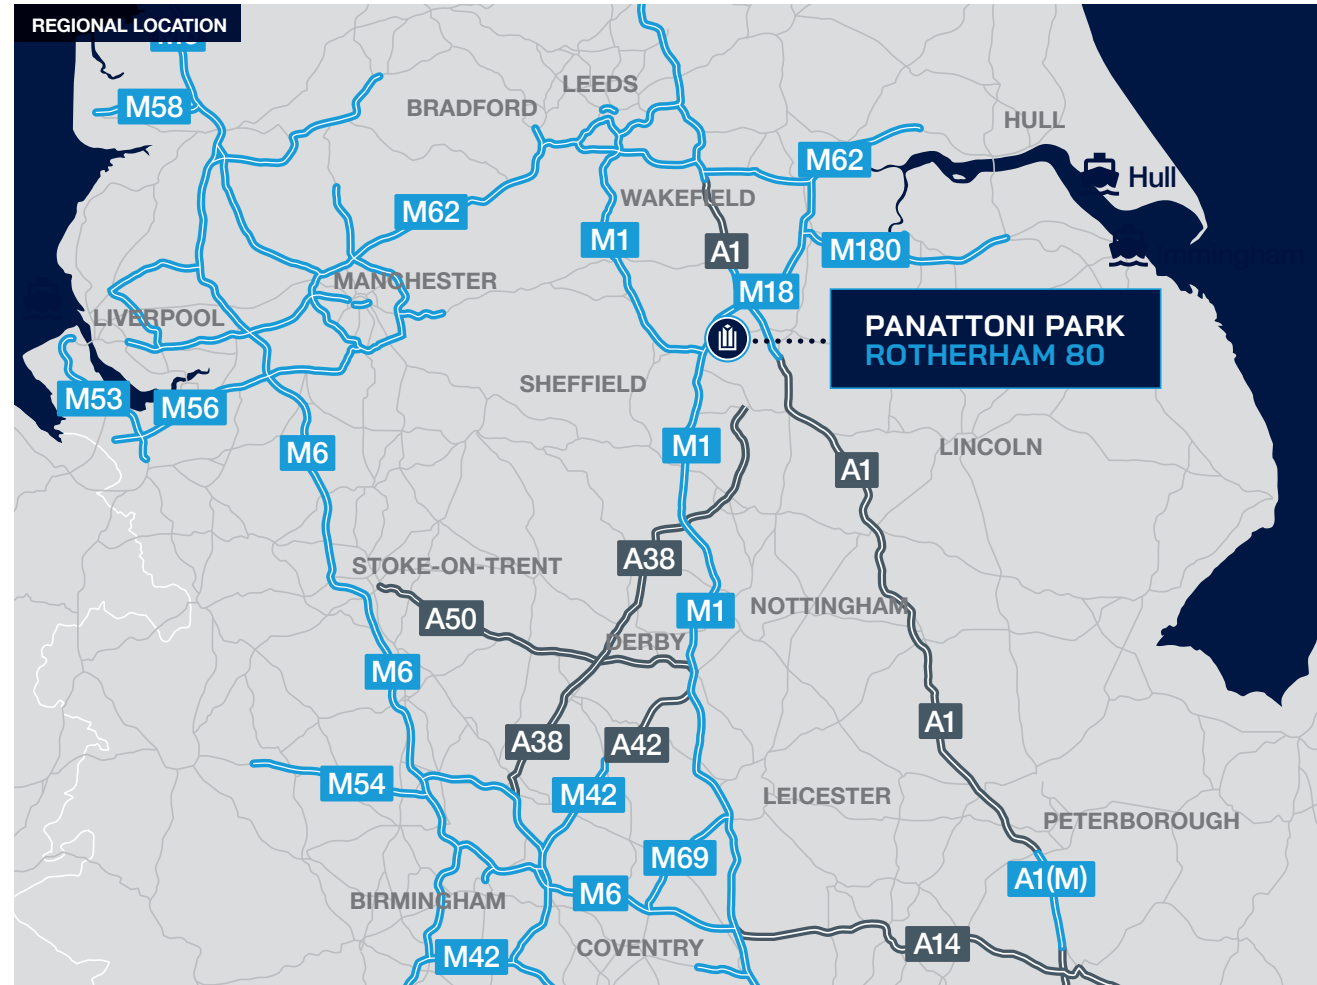 REGIONAL LOCATION
M58
BRADFORD
LEEDS
HULL
M62
Hull
WAKEFIELD
M62
M1
A1
M180
Immingham
MANCHESTER
M18
LIVERPOOL
PANATTONI PARK
ROTHERHAM 80
SHEFFIELD
M53
M56
M6
M1
A1
LINCOLN
STOKE-ON-TRENT
A38
A50
M1
NOTTINGHAM
DERBY
M6
A38
A42
A1
M54
M42
LEICESTER
PETERBOROUGH
M69
A1(M)
BIRMINGHAM
M6
M42
COVENTRY
A14